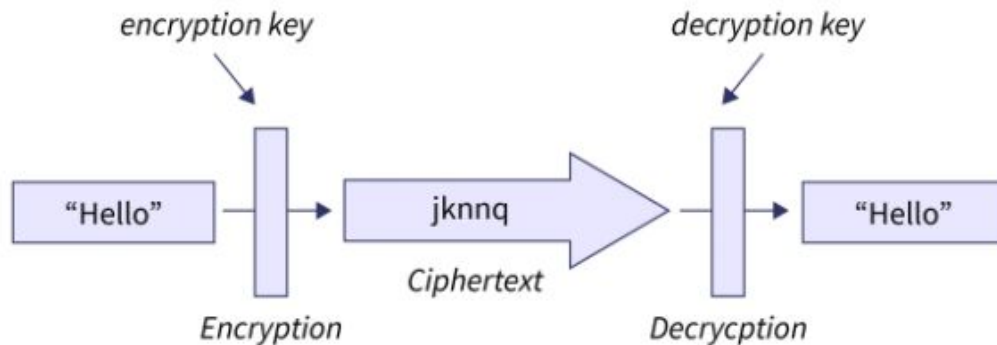 encryption key
decryption key
“Hello”
jknnq
“Hello”
Ciphertext
Encryption
Decrycption